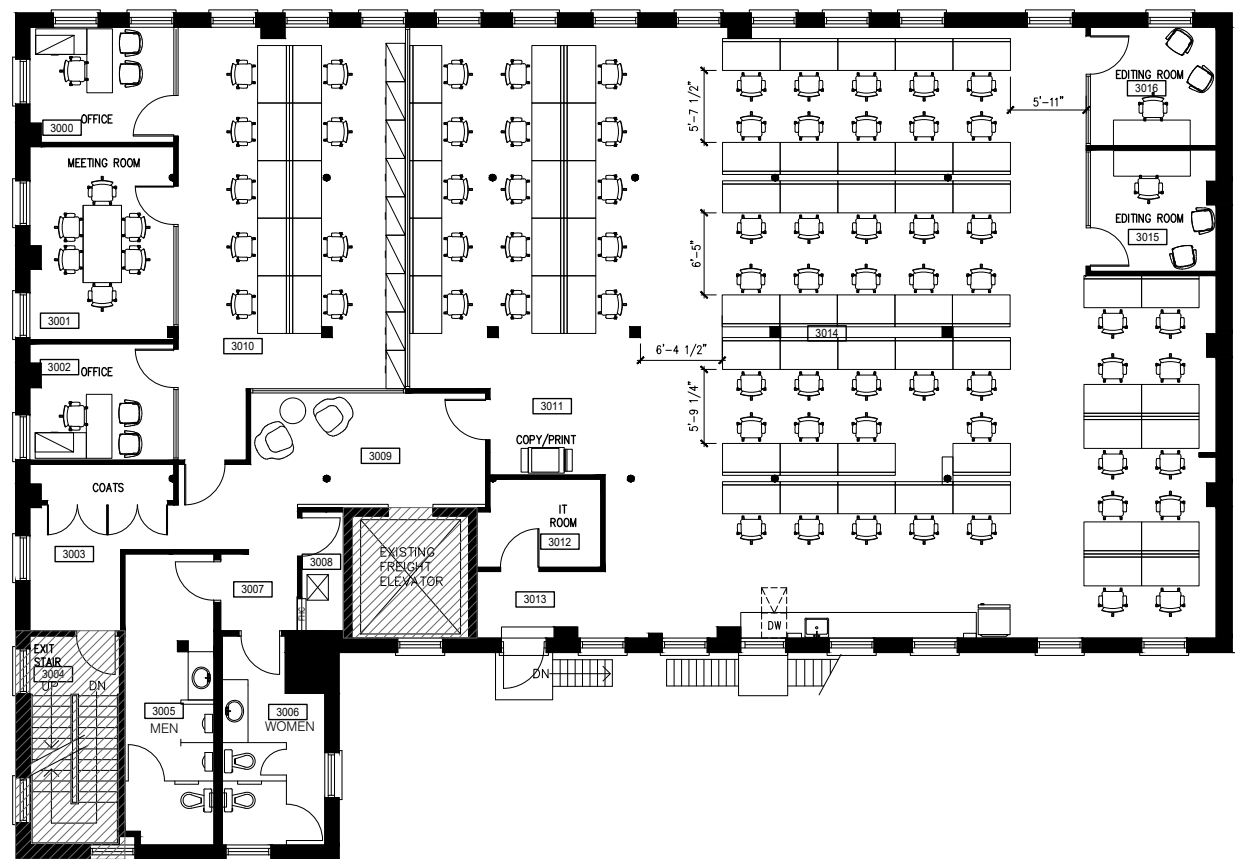 OFFICE
3000
MEETING ROOM
3001
3002
OFFICE
3010
5'-7 1/2"
6'-5"
5'-9 1/4"
5'-11"
6'-4 1/2"
EDITING ROOM
3016
EDITING ROOM
3015
3014
3011
COPY/PRINT
3009
COATS
3003
IT
ROOM
3012
3008
EXISTING
FREIGHT
ELEVATOR
3007
3013
FHC
DW
EXIT
STAIR
3004
UP
DN
DN
3005
MEN
3006
WOMEN